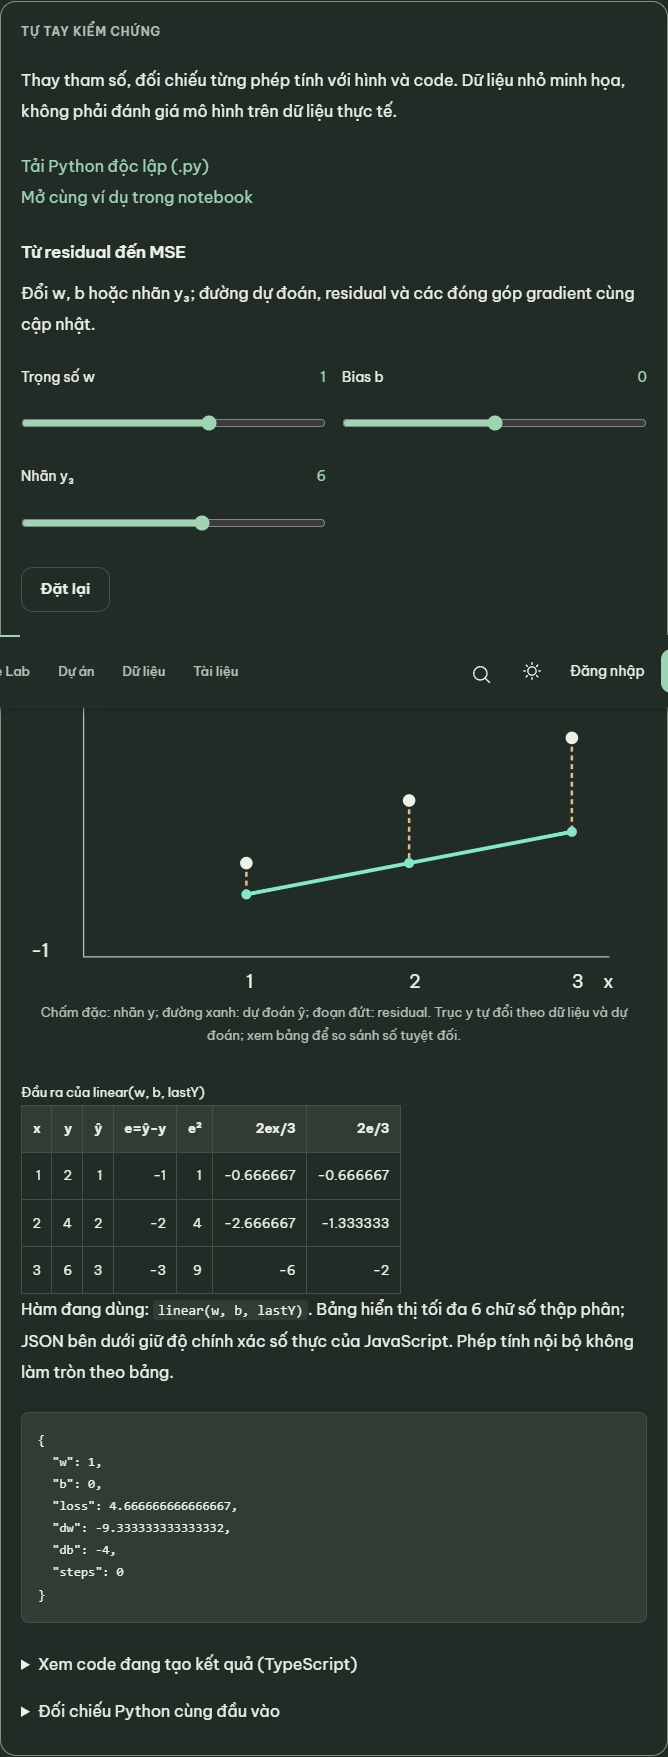 TỰ TAY KIỂM CHỨNG
Thay tham số, đối chiếu từng phép tính với hình và code. Dữ liệu nhỏ minh họa,
không phải đánh giá mô hình trên dữ liệu thực tế.
Tải Python độc lập (.py)
Mở cùng ví dụ trong notebook
Từ residual đến MSE
Đổi w, b hoặc nhãn y₃; đường dự đoán, residual và các đóng góp gradient cùng
cập nhật.
Trọng số w 1 Bias b 0
Nhãn y₃ 6
Đặt lại
e Lab Dự án Dữ liệu Tài liệu Đăng nhập
-1
1 2 3 x
Chấm đặc: nhãn y; đường xanh: dự đoán ŷ; đoạn đứt: residual. Trục y tự đổi theo dữ liệu và dự
đoán; xem bảng để so sánh số tuyệt đối.
Đầu ra của linear(w, b, lastY)
x y ŷ e=ŷ-y e² 2ex/3 2e/3
1 2 1 -1 1 -0.666667 -0.666667
2 4 2 -2 4 -2.666667 -1.333333
3 6 3 -3 9 -6 -2
Hàm đang dùng: linear(w, b, lastY). Bảng hiển thị tối đa 6 chữ số thập phân;
JSON bên dưới giữ độ chính xác số thực của JavaScript. Phép tính nội bộ không
làm tròn theo bảng.
{
"w": 1,
"b": 0,
"loss": 4.666666666666667,
"dw": -9.333333333333332,
"db": -4,
"steps": 0
}
Xem code đang tạo kết quả (TypeScript)
Đối chiếu Python cùng đầu vào